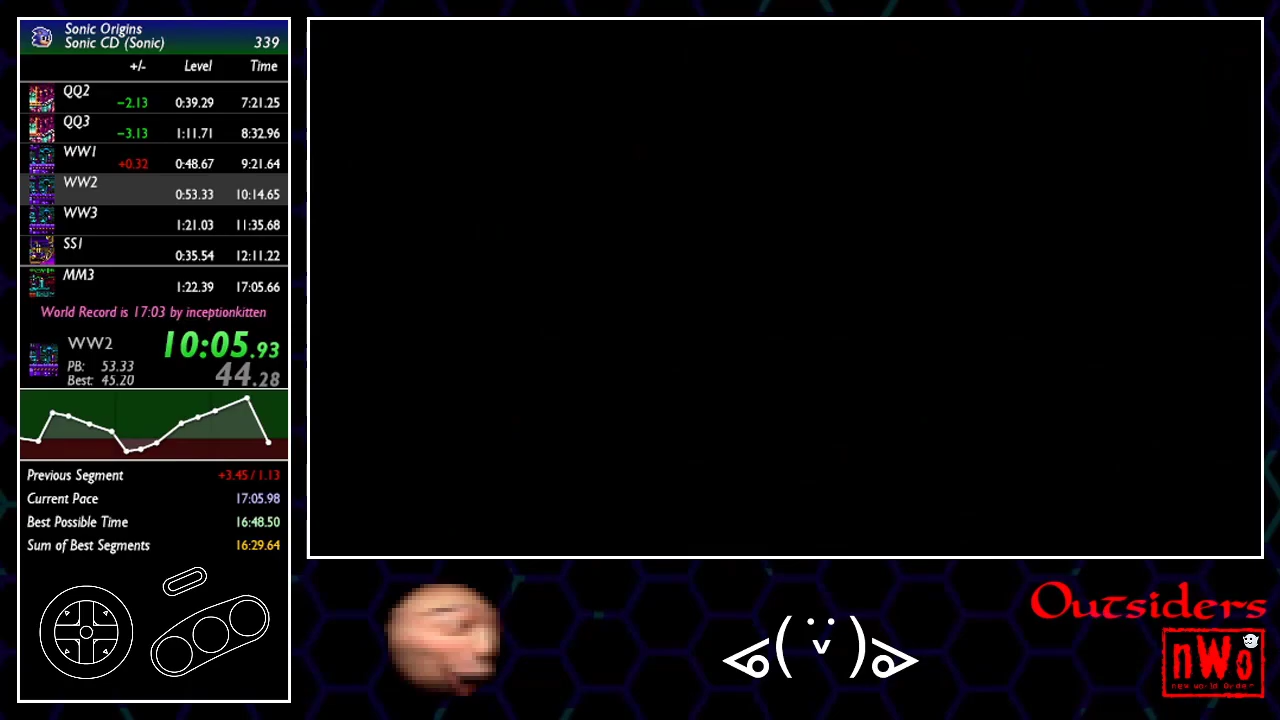 Sonic Origins
Sonic CD (Sonic) 339
+/- Level Time
QQ2 −2.13 0:39.29 7:21.25
QQ3 −3.13 1:11.71 8:32.96
WW1 +0.32 0:48.67 9:21.64
WW2 0:53.33 10:14.65
WW3 1:21.03 11:35.68
SS1 0:35.54 12:11.22
MM3 1:22.39 17:05.66
World Record is 17:03 by inceptionkitten
WW2 10:05.93
PB: 53.33 44.28
Best: 45.20
Previous Segment +3.45 / 1.13
Current Pace 17:05.98
Best Possible Time 16:48.50
Sum of Best Segments 16:29.64
Outsiders
nWo
new world order